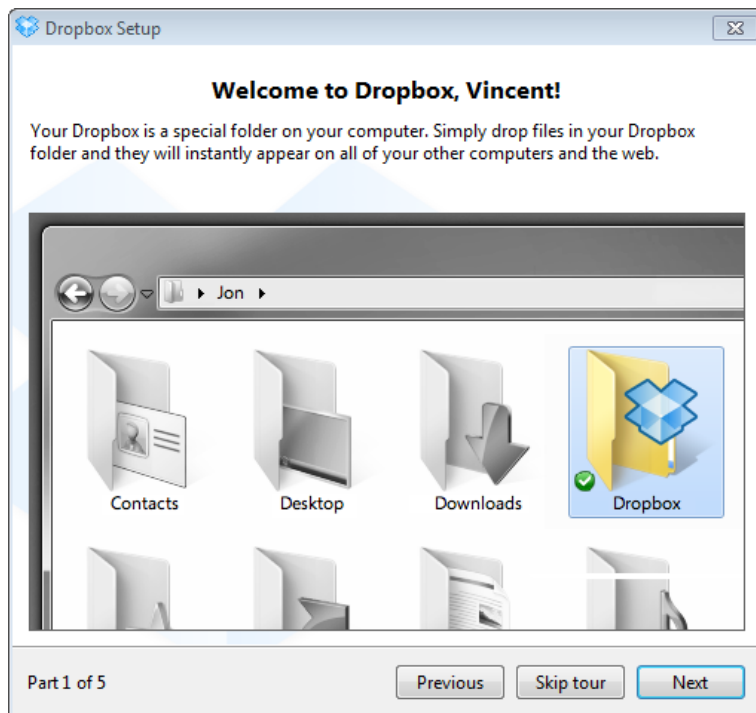 Dropbox Setup
Welcome to Dropbox, Vincent!
Your Dropbox is a special folder on your computer. Simply drop files in your Dropbox
folder and they will instantly appear on all of your other computers and the web.
Jon
Contacts Desktop Downloads Dropbox
Part 1 of 5 Previous Skip tour Next